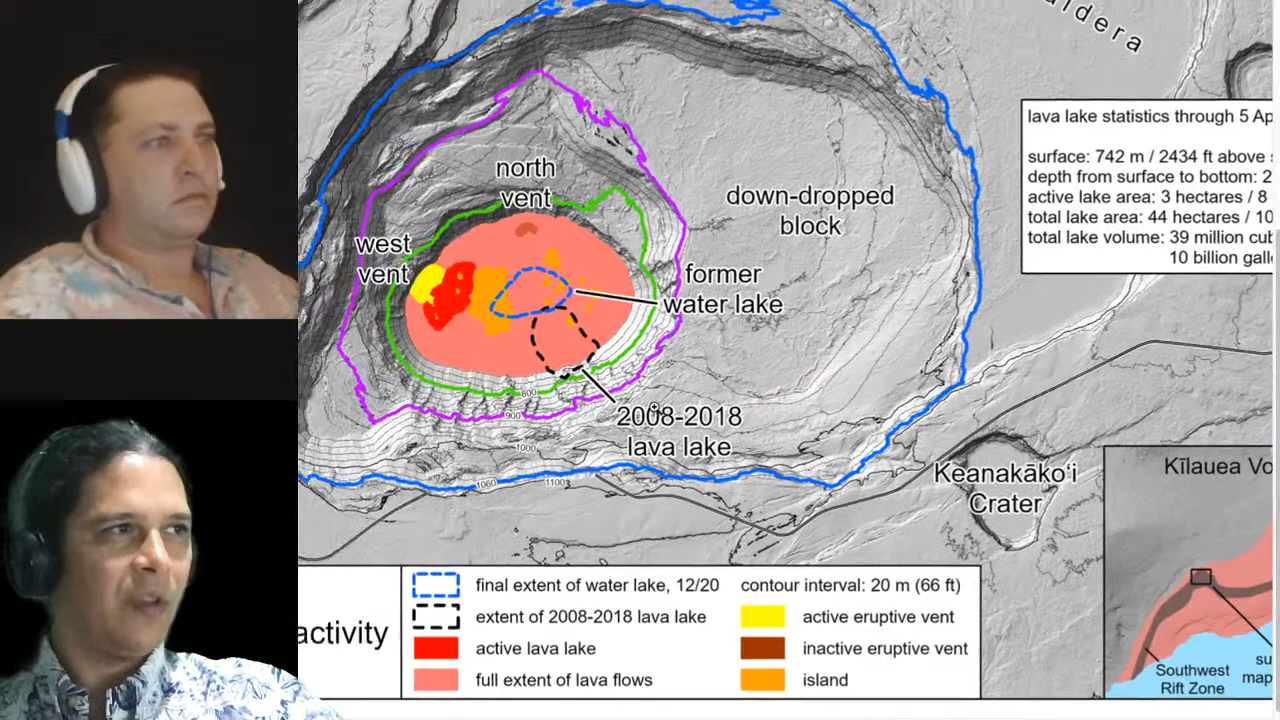 aldera
lava lake statistics through 5 Ap
surface: 742 m / 2434 ft above
depth from surface to bottom: 2
active lake area: 3 hectares / 8
total lake area: 44 hectares / 10
total lake volume: 39 million cub
10 billion galle
north
vent
west
vent
down-dropped
block
former
water lake
2008-2018
lava lake
800
900
1000
1060
1100
Keanakākoʻi
Crater
Kīlauea Vo
Southwest
Rift Zone
su
map
activity
final extent of water lake, 12/20
extent of 2008-2018 lava lake
active lava lake
full extent of lava flows
contour interval: 20 m (66 ft)
active eruptive vent
inactive eruptive vent
island